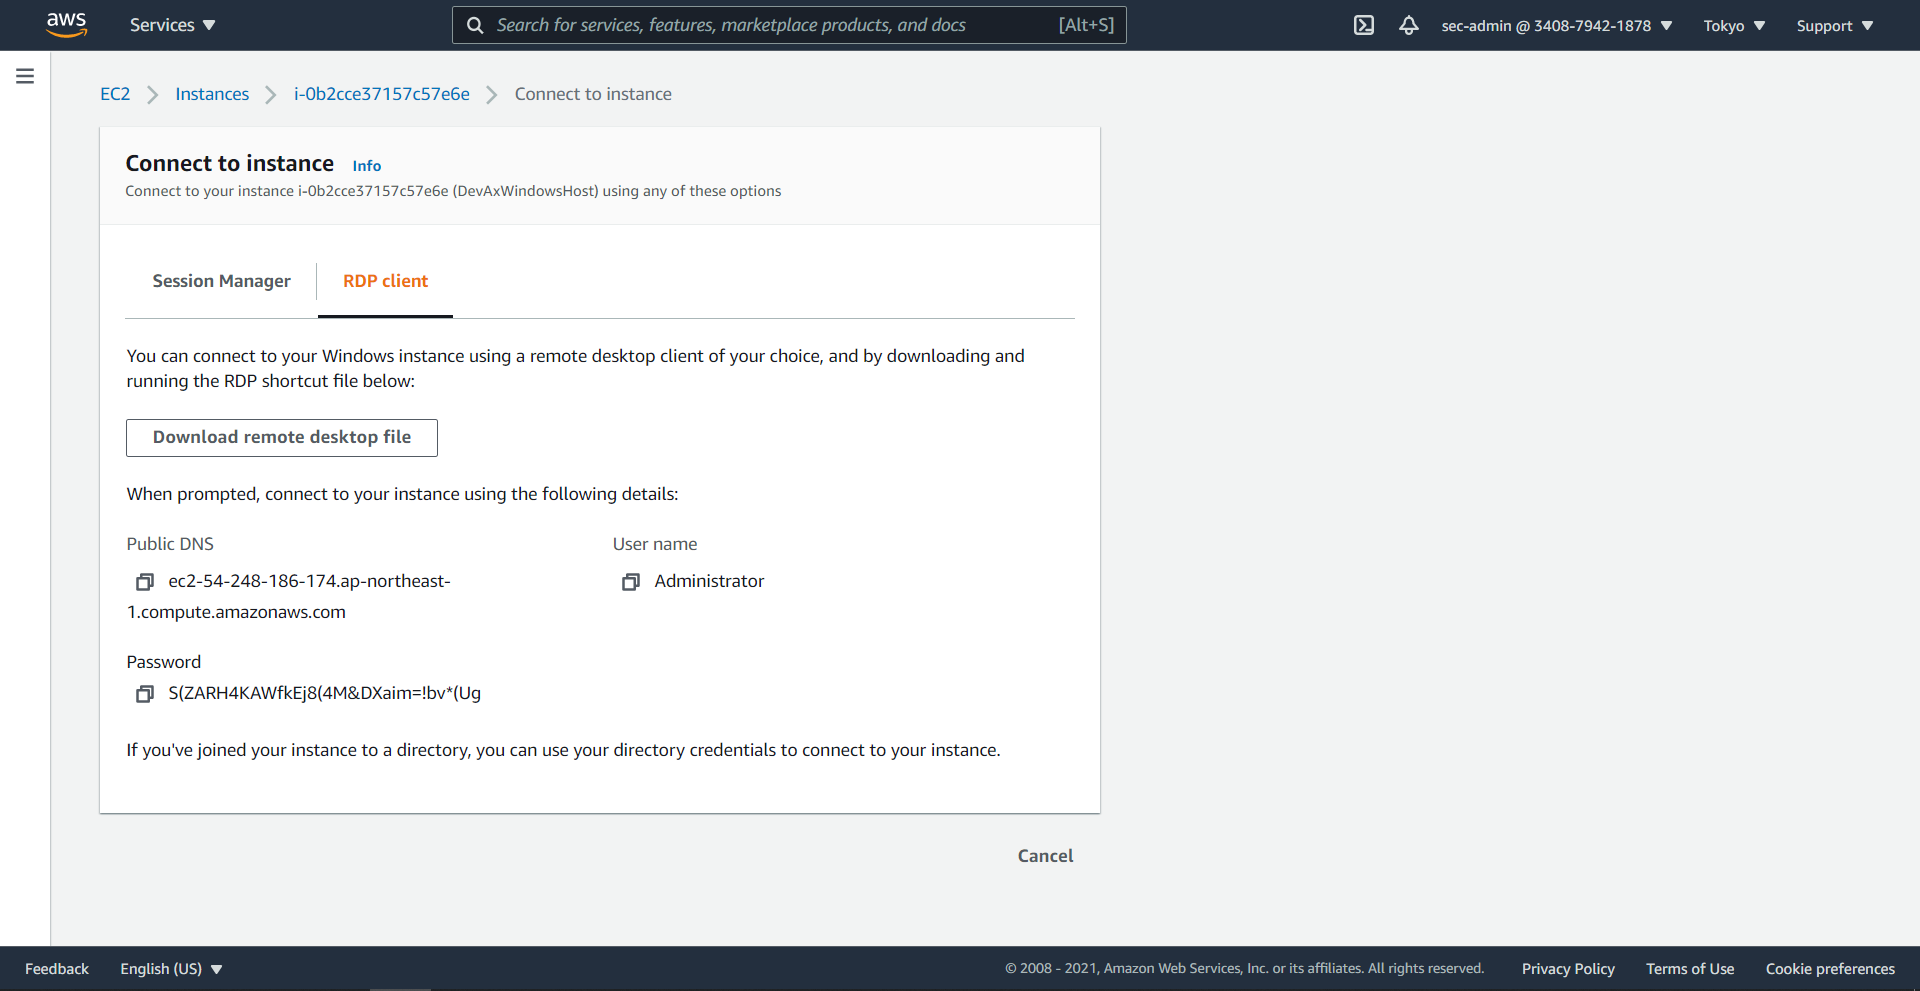 aws
Services
Search for services, features, marketplace products, and docs [Alt+S]
sec-admin @ 3408-7942-1878
Tokyo
Support
EC2 Instances i-0b2cce37157c57e6e Connect to instance
Connect to instance Info
Connect to your instance i-0b2cce37157c57e6e (DevAxWindowsHost) using any of these options
Session Manager RDP client
You can connect to your Windows instance using a remote desktop client of your choice, and by downloading and
running the RDP shortcut file below:
Download remote desktop file
When prompted, connect to your instance using the following details:
Public DNS
ec2-54-248-186-174.ap-northeast-
1.compute.amazonaws.com
User name
Administrator
Password
S(ZARH4KAWfkEj8(4M&DXaim=!bv*(Ug
If you've joined your instance to a directory, you can use your directory credentials to connect to your instance.
Cancel
Feedback English (US) © 2008 - 2021, Amazon Web Services, Inc. or its affiliates. All rights reserved. Privacy Policy Terms of Use Cookie preferences